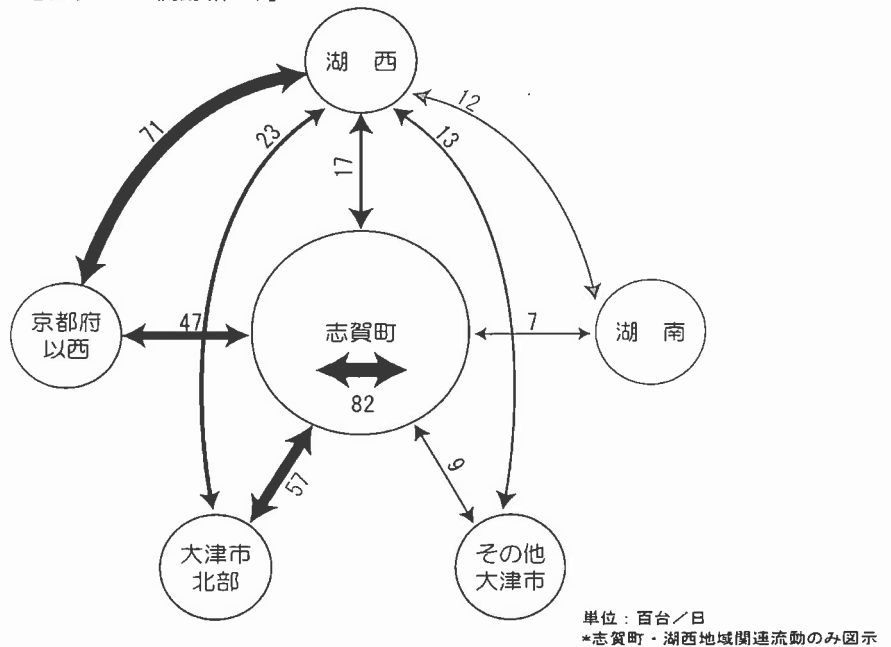 湖 西
12
23
13
71
17
京都府
以西
47
志賀町
7
湖 南
82
57
9
大津市
北部
その他
大津市
単位：百台／日
*志賀町・湖西地域関連流動のみ図示